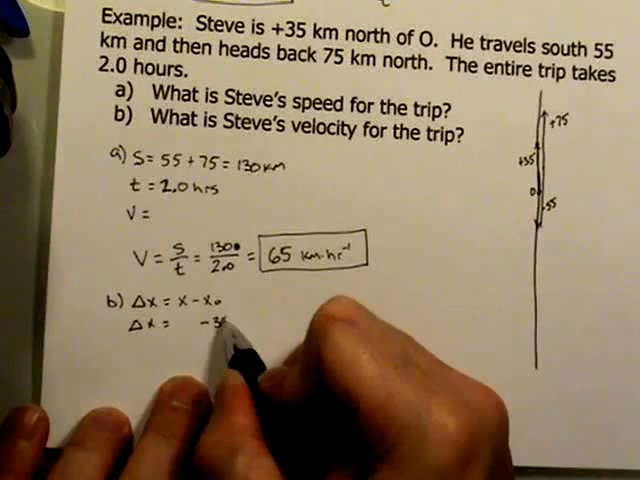 Example: Steve is +35 km north of O. He travels south 55
km and then heads back 75 km north. The entire trip takes
2.0 hours.
a) What is Steve's speed for the trip?
b) What is Steve's velocity for the trip?
a) S = 55 + 75 = 130 km
t = 2.0 hrs
V =
V = S/t = 130/2.0 = 65 km·hr⁻¹
b) Δx = x - x₀
Δx = -3
+75
+35
0
-55